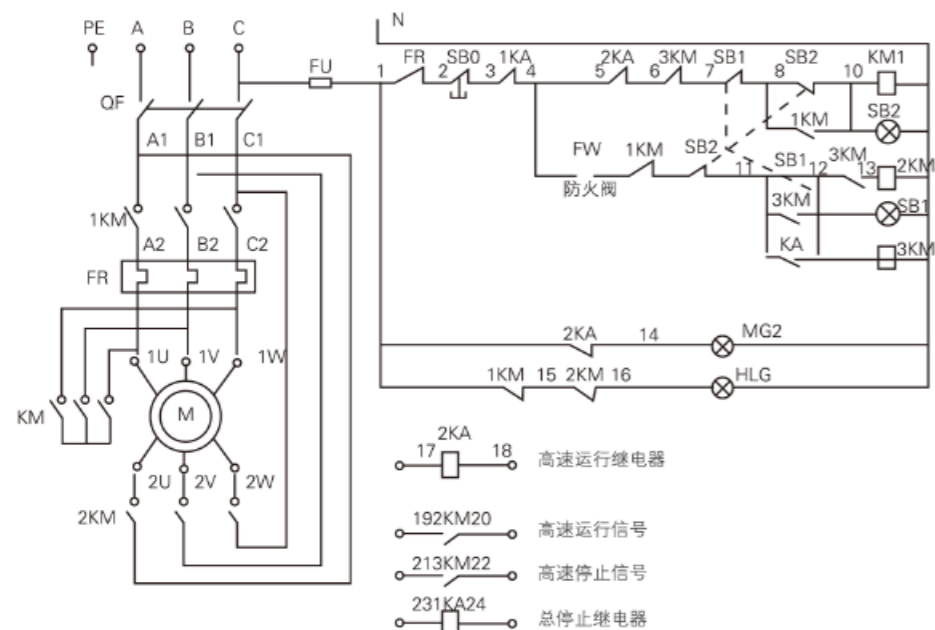 N
PE A B C
FU
1 FR 2 SB0 3 1KA 4 2KA 5 6 3KM 7 SB1 8 SB2 10 KM1
QF
A1 B1 C1
1KM SB2
FW 1KM SB2 11 SB1 12 3KM 13 2KM
防火阀
3KM SB1
1KM
A2 B2 C2
KA 3KM
FR
2KA 14 MG2
1U 1V 1W
1KM 15 2KM 16 HLG
KM
M
2KA
17 18 高速运行继电器
2U 2V 2W
2KM
192KM20 高速运行信号
213KM22 高速停止信号
231KA24 总停止继电器